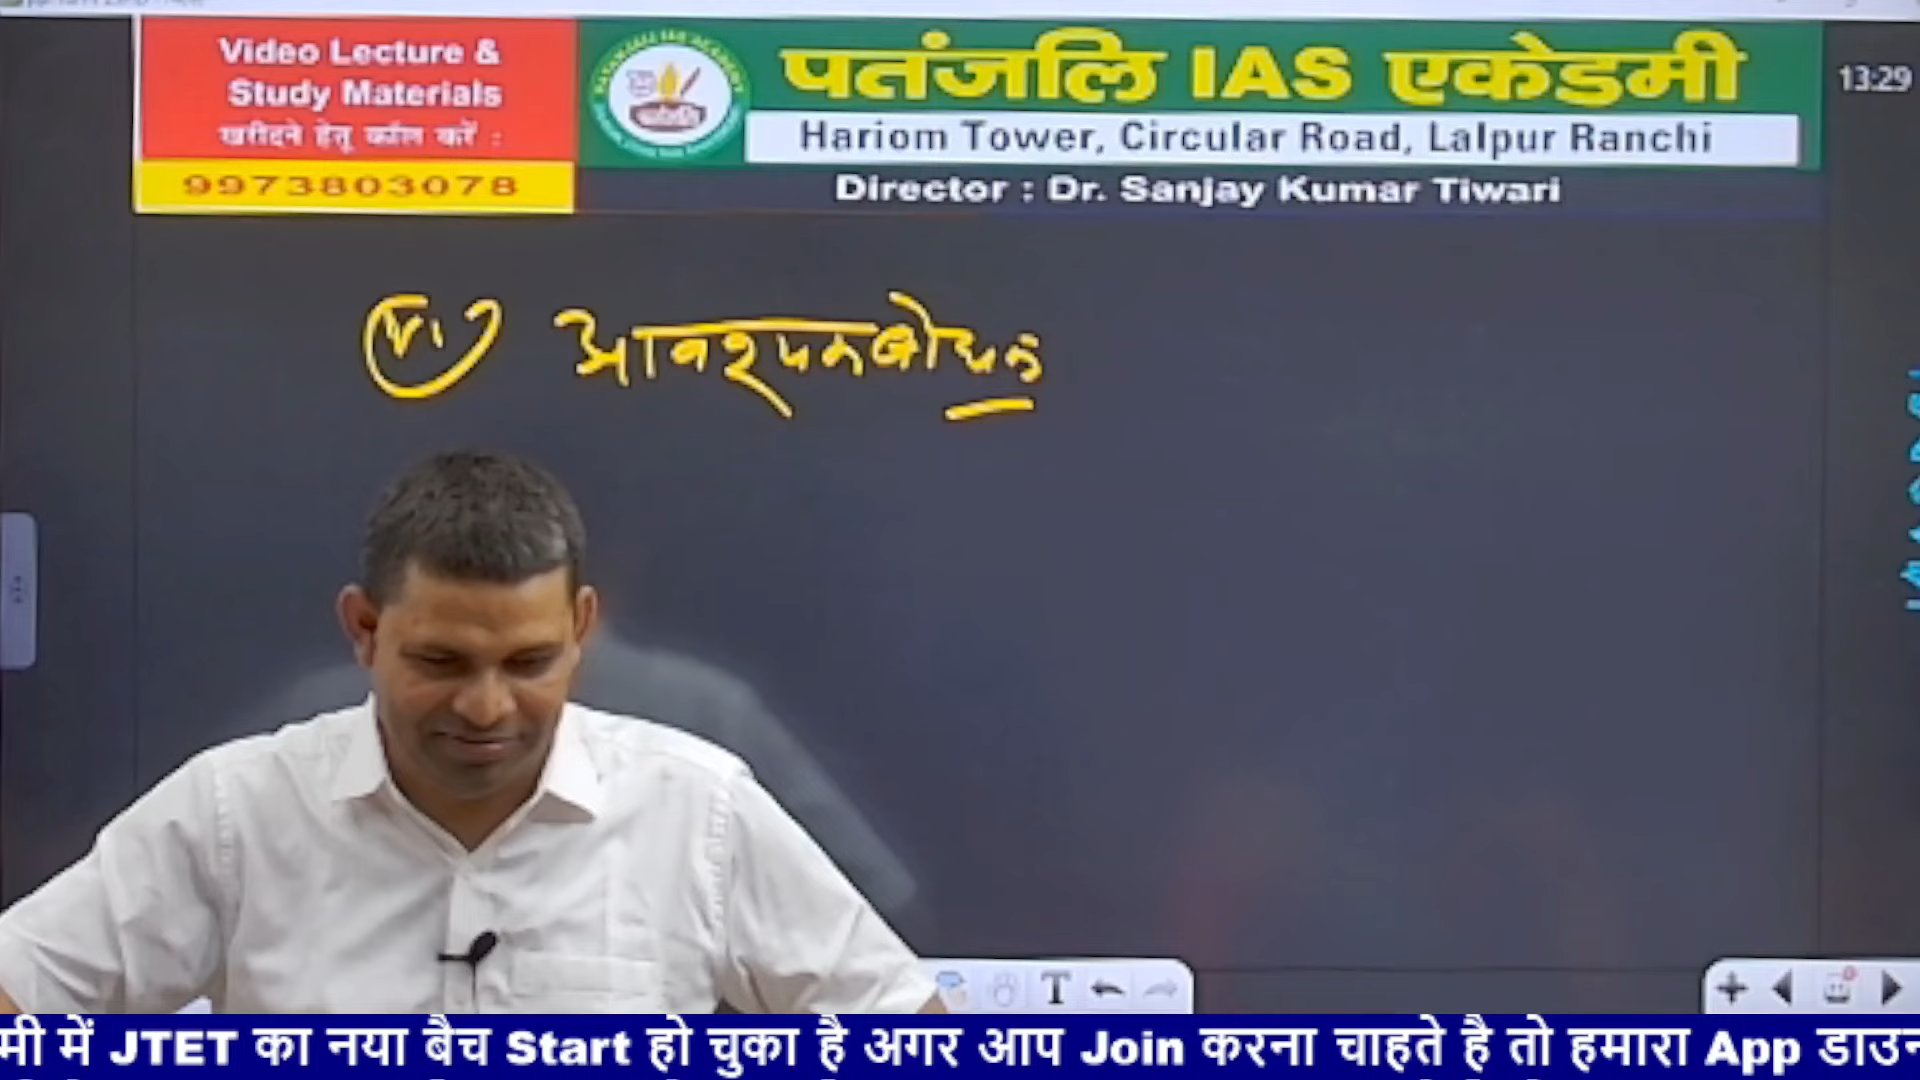 Video Lecture &
Study Materials
खरीदने हेतू कॉल करें :
9973803078
पतंजलि IAS एकेडमी
Hariom Tower, Circular Road, Lalpur Ranchi
Director : Dr. Sanjay Kumar Tiwari
13:29
(vi) आवश्यकबोधक
T
मी में JTET का नया बैच Start हो चुका है अगर आप Join करना चाहते है तो हमारा App डाउन